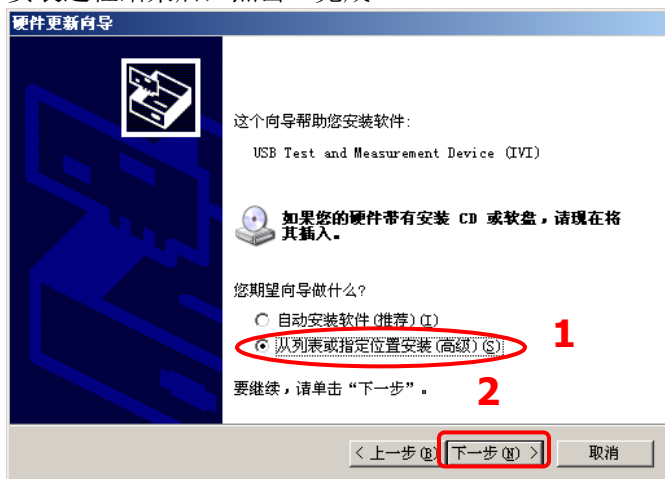 硬件更新向导
这个向导帮助您安装软件:
USB Test and Measurement Device (IVI)
如果您的硬件带有安装 CD 或软盘，请现在将
其插入。
您期望向导做什么?
自动安装软件(推荐)(I)
从列表或指定位置安装(高级)(S)
1
要继续，请单击“下一步”。
2
< 上一步(B)
下一步(N) >
取消